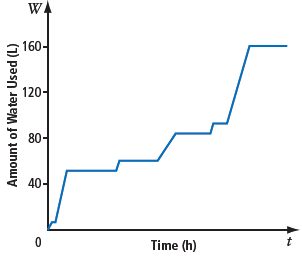 W
Amount of Water Used (L)
160
120
80
40
0
Time (h)
t